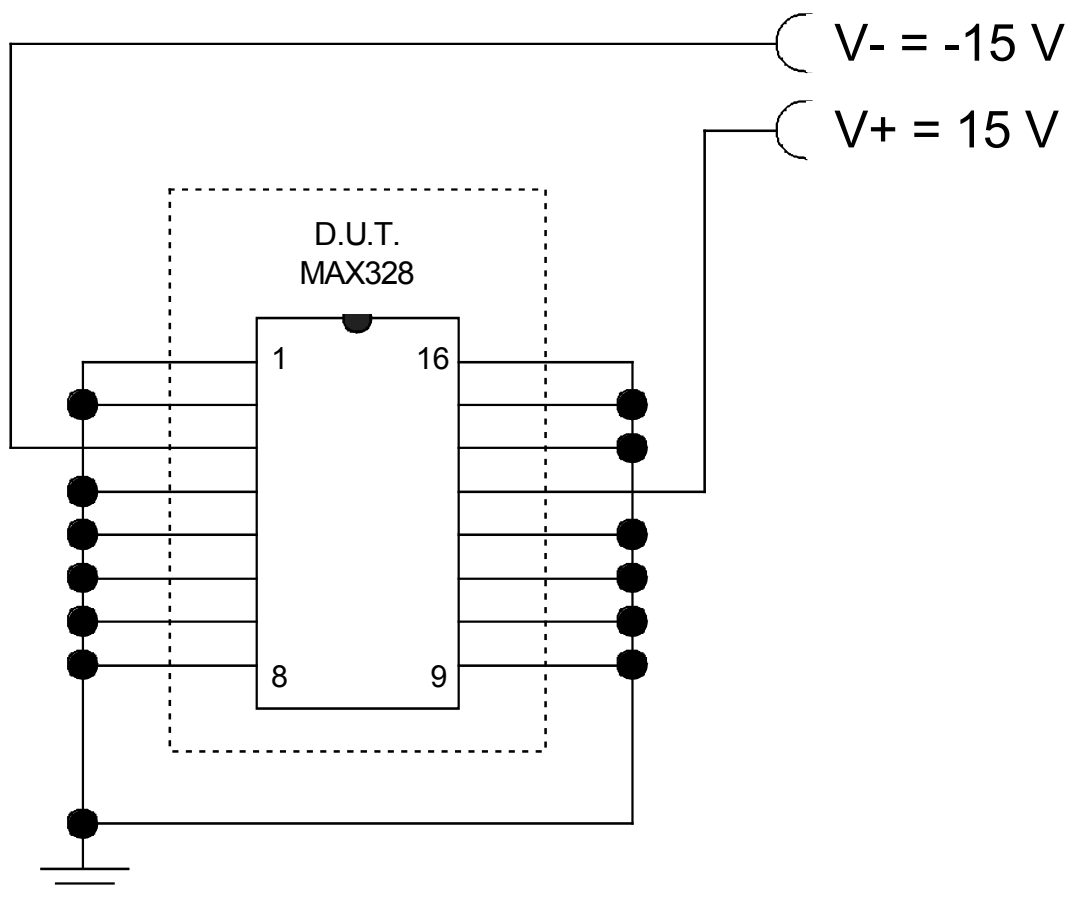 V- = -15 V
V+ = 15 V
D.U.T.
MAX328
1 16
8 9